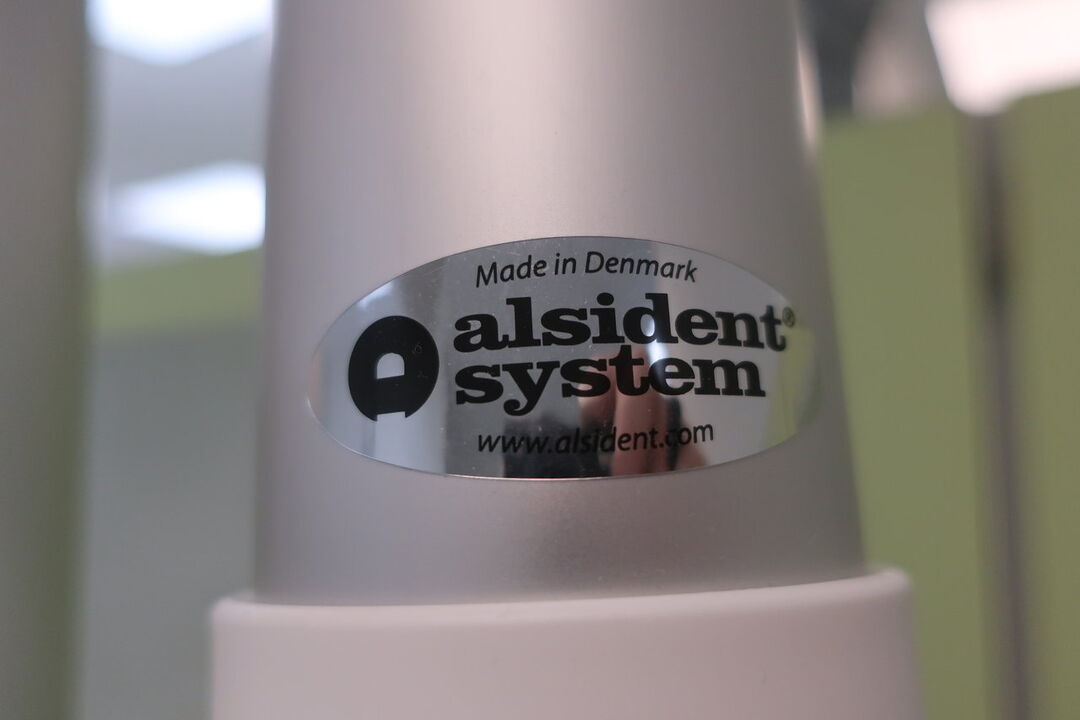 Made in Denmark
alsident®
system
www.alsident.com